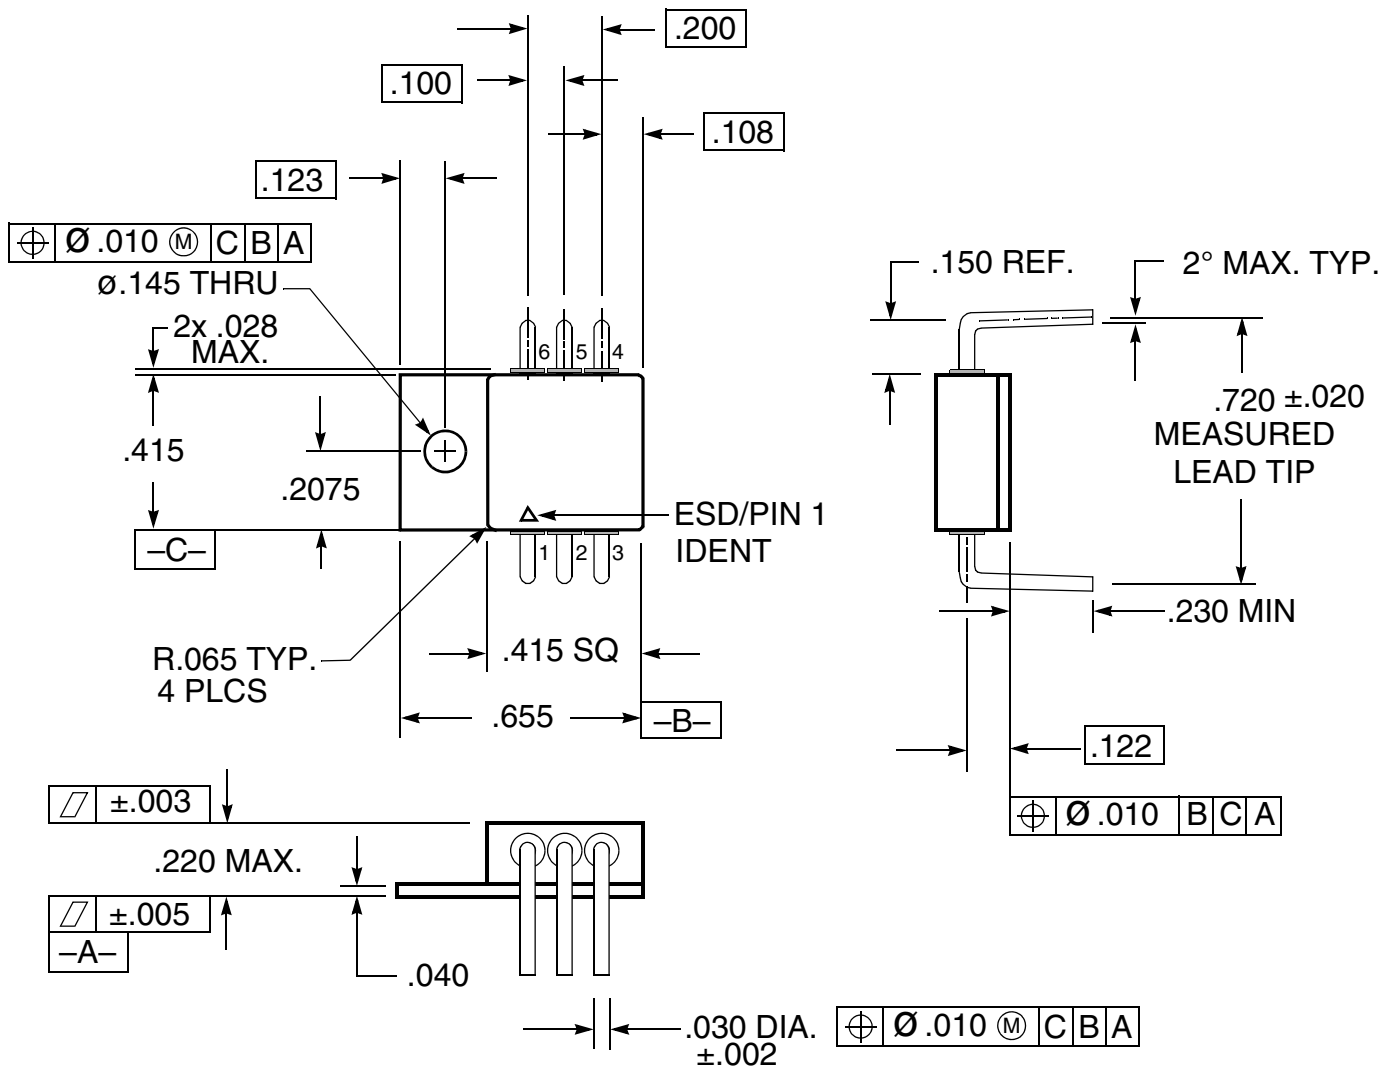 .200
.100
.108
.123
Ø .010 Ⓜ C B A
ø.145 THRU
2x .028
MAX.
6 5 4
.415
.2075
ESD/PIN 1
IDENT
–C–
1 2 3
R.065 TYP.
4 PLCS
.415 SQ
.655
–B–
.150 REF.
2° MAX. TYP.
.720 ±.020
MEASURED
LEAD TIP
.230 MIN
.122
Ø .010 B C A
±.003
.220 MAX.
±.005
–A–
.040
.030 DIA.
±.002
Ø .010 Ⓜ C B A